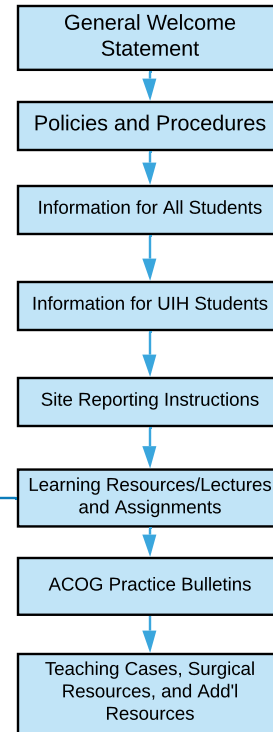 General Welcome
Statement
Policies and Procedures
Information for All Students
Information for UIH Students
Site Reporting Instructions
Learning Resources/Lectures
and Assignments
ACOG Practice Bulletins
Teaching Cases, Surgical
Resources, and Add'l
Resources